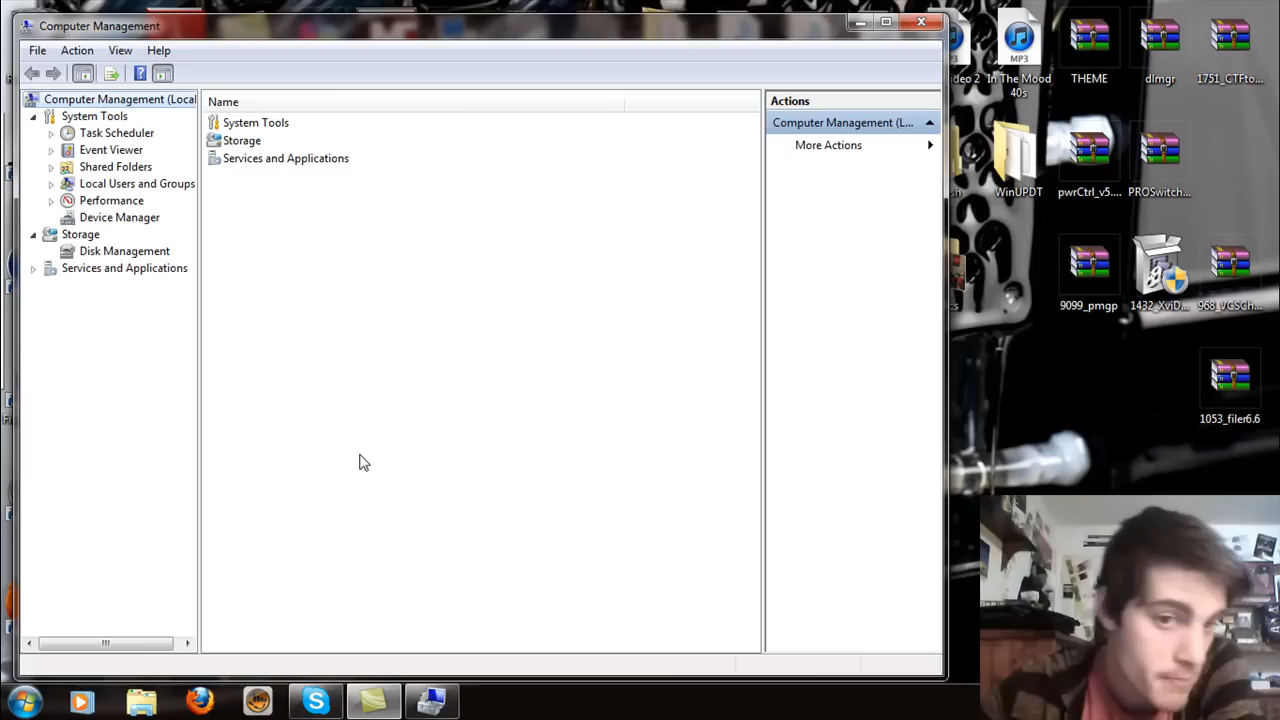 Computer Management
File Action View Help
Computer Management (Local
System Tools
Task Scheduler
Event Viewer
Shared Folders
Local Users and Groups
Performance
Device Manager
Storage
Disk Management
Services and Applications
Name
System Tools
Storage
Services and Applications
Actions
Computer Management (L...
More Actions
ideo 2
In The Mood
40s
MP3
THEME
dlmgr
1751_CTFto...
WinUPDT
pwrCtrl_v5....
PROSwitch...
9099_pmgp
1432_XviD...
968_VCSCh...
1053_filer6.6